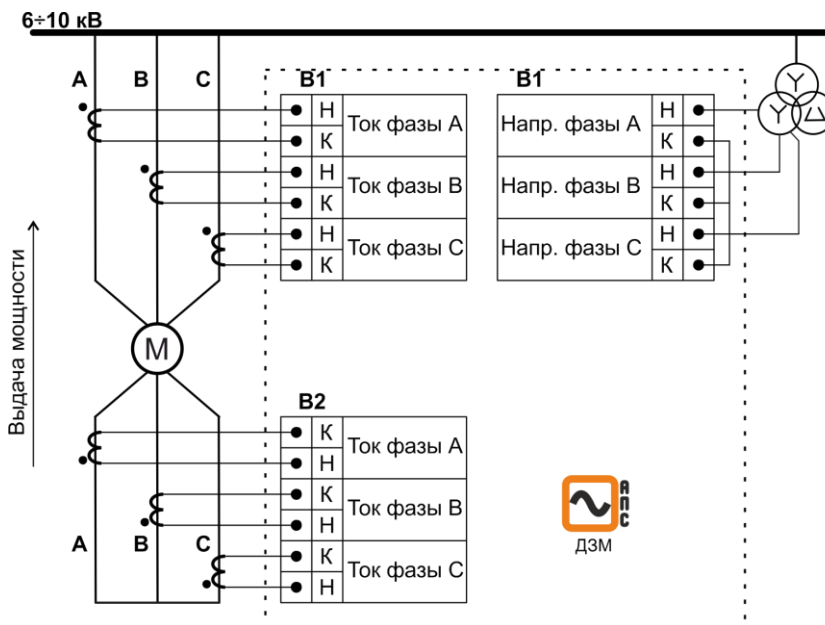 6÷10 кВ
A B C
B1
Н
Ток фазы А
К
Н
Ток фазы В
К
Н
Ток фазы С
К
B1
Напр. фазы А
Н
К
Напр. фазы В
Н
К
Напр. фазы С
Н
К
Выдача мощности
М
B2
К
Ток фазы А
Н
К
Ток фазы В
Н
К
Ток фазы С
Н
A B C
АПС
ДЗМ